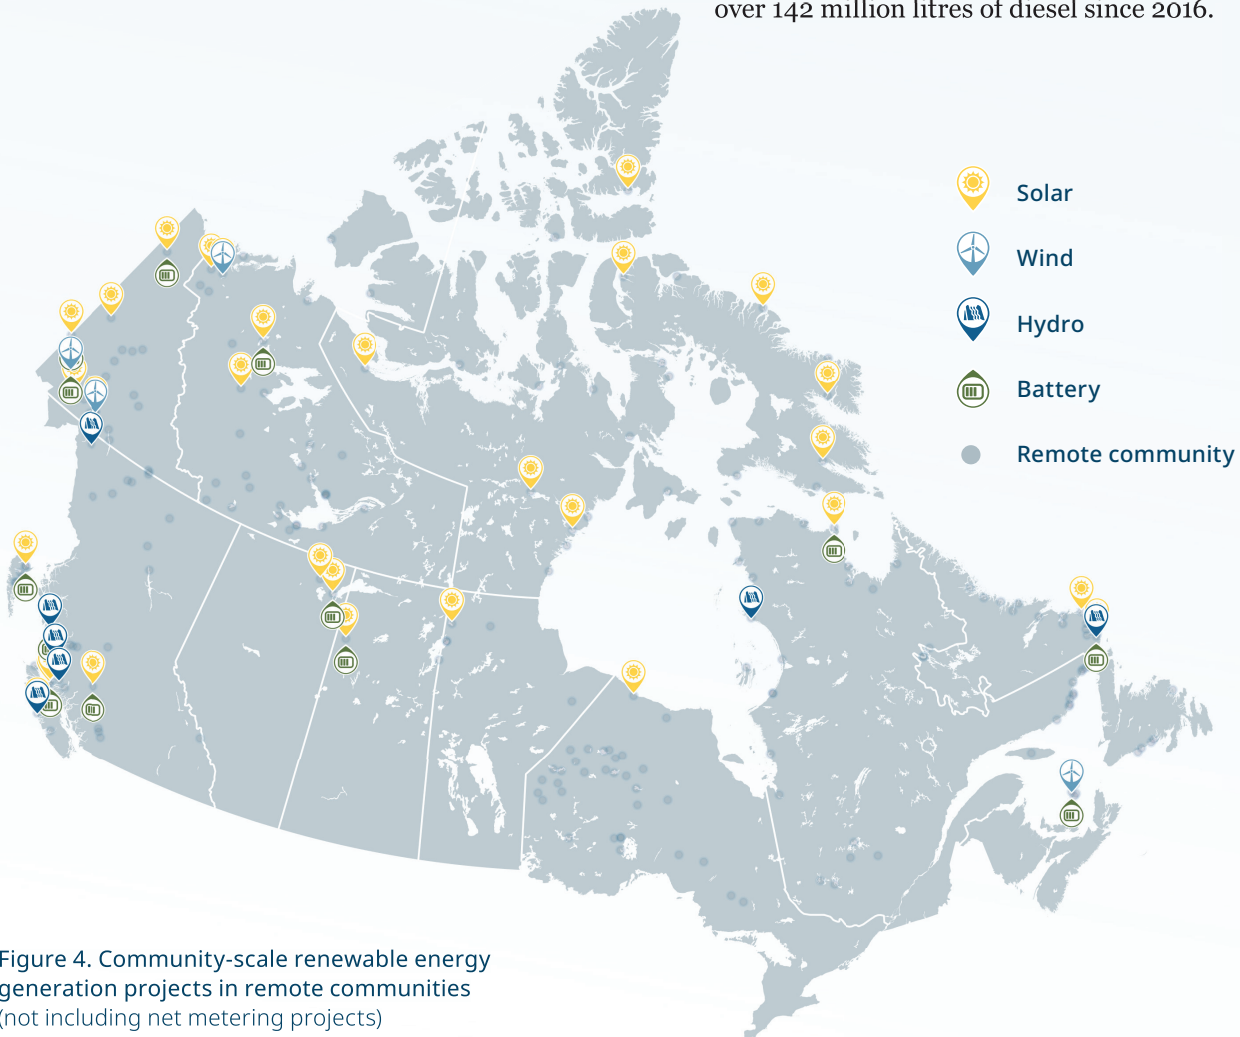 over 142 million litres of diesel since 2016.
Solar
Wind
Hydro
Battery
Remote community
Figure 4. Community-scale renewable energy
generation projects in remote communities
(not including net metering projects)